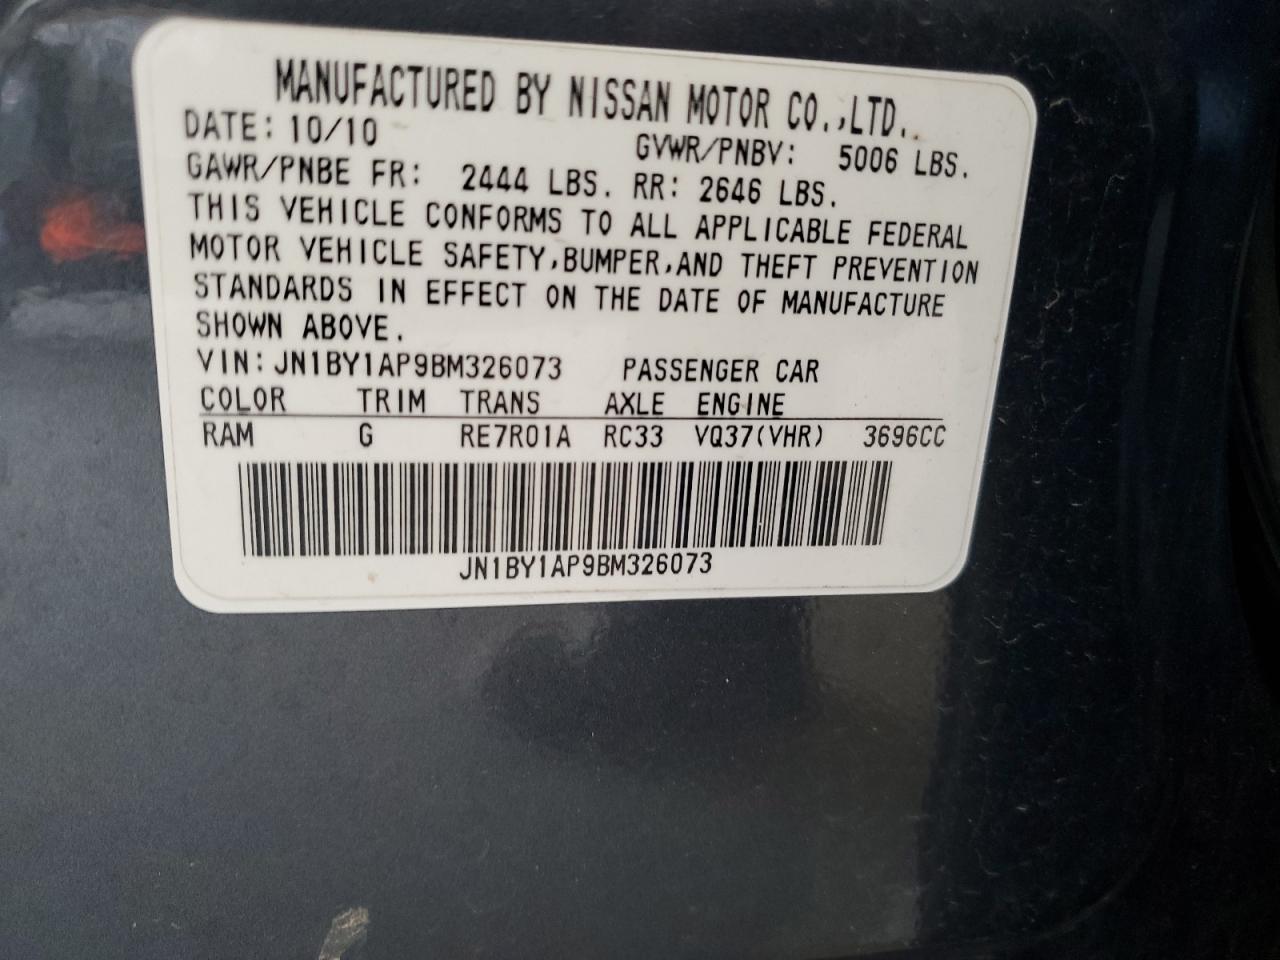 MANUFACTURED BY NISSAN MOTOR CO.,LTD.
DATE: 10/10 GVWR/PNBV: 5006 LBS.
GAWR/PNBE FR: 2444 LBS. RR: 2646 LBS.
THIS VEHICLE CONFORMS TO ALL APPLICABLE FEDERAL
MOTOR VEHICLE SAFETY,BUMPER,AND THEFT PREVENTION
STANDARDS IN EFFECT ON THE DATE OF MANUFACTURE
SHOWN ABOVE.
VIN:JN1BY1AP9BM326073 PASSENGER CAR
COLOR TRIM TRANS AXLE ENGINE
RAM G RE7R01A RC33 VQ37(VHR) 3696CC
JN1BY1AP9BM326073